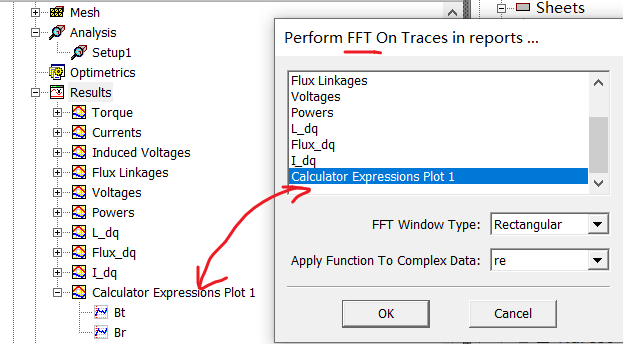 Mesh
Analysis
Setup1
Optimetrics
Results
Torque
Currents
Induced Voltages
Flux Linkages
Voltages
Powers
L_dq
Flux_dq
I_dq
Calculator Expressions Plot 1
Bt
Br
Sheets
Perform FFT On Traces in reports ...
Flux Linkages
Voltages
Powers
L_dq
Flux_dq
I_dq
Calculator Expressions Plot 1
FFT Window Type: Rectangular
Apply Function To Complex Data: re
OK Cancel